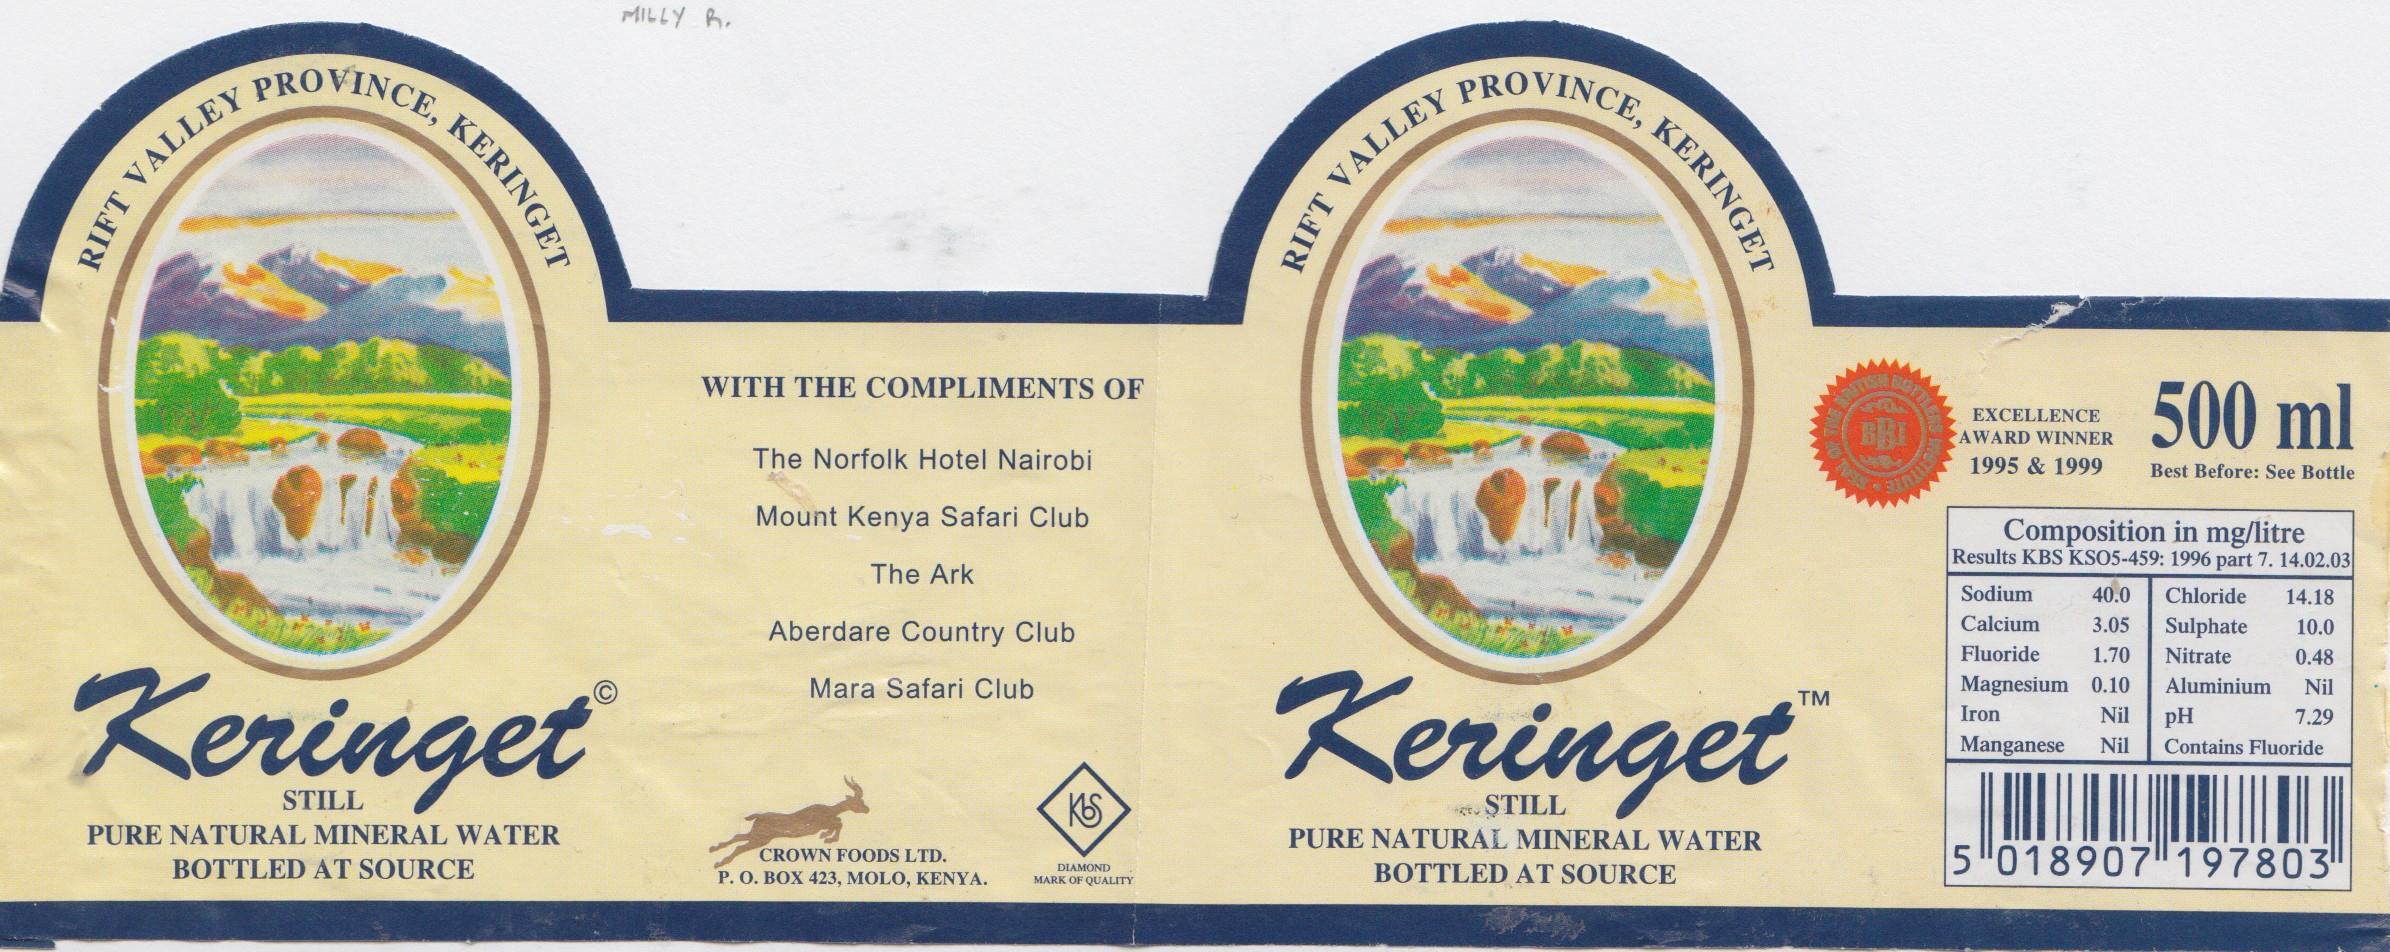 MILLY R.
RIFT VALLEY PROVINCE, KERINGET
Keringet©
STILL
PURE NATURAL MINERAL WATER
BOTTLED AT SOURCE
WITH THE COMPLIMENTS OF
The Norfolk Hotel Nairobi
Mount Kenya Safari Club
The Ark
Aberdare Country Club
Mara Safari Club
CROWN FOODS LTD.
P. O. BOX 423, MOLO, KENYA.
KbS
DIAMOND
MARK OF QUALITY
RIFT VALLEY PROVINCE, KERINGET
Keringet™
STILL
PURE NATURAL MINERAL WATER
BOTTLED AT SOURCE
OF THE BRITISH BOTTLERS INSTITUTE
BBI
EXCELLENCE
AWARD WINNER
1995 & 1999
500 ml
Best Before: See Bottle
Composition in mg/litre
Results KBS KSO5-459: 1996 part 7. 14.02.03
Sodium 40.0 Chloride 14.18
Calcium 3.05 Sulphate 10.0
Fluoride 1.70 Nitrate 0.48
Magnesium 0.10 Aluminium Nil
Iron Nil pH 7.29
Manganese Nil Contains Fluoride
5 018907 197803